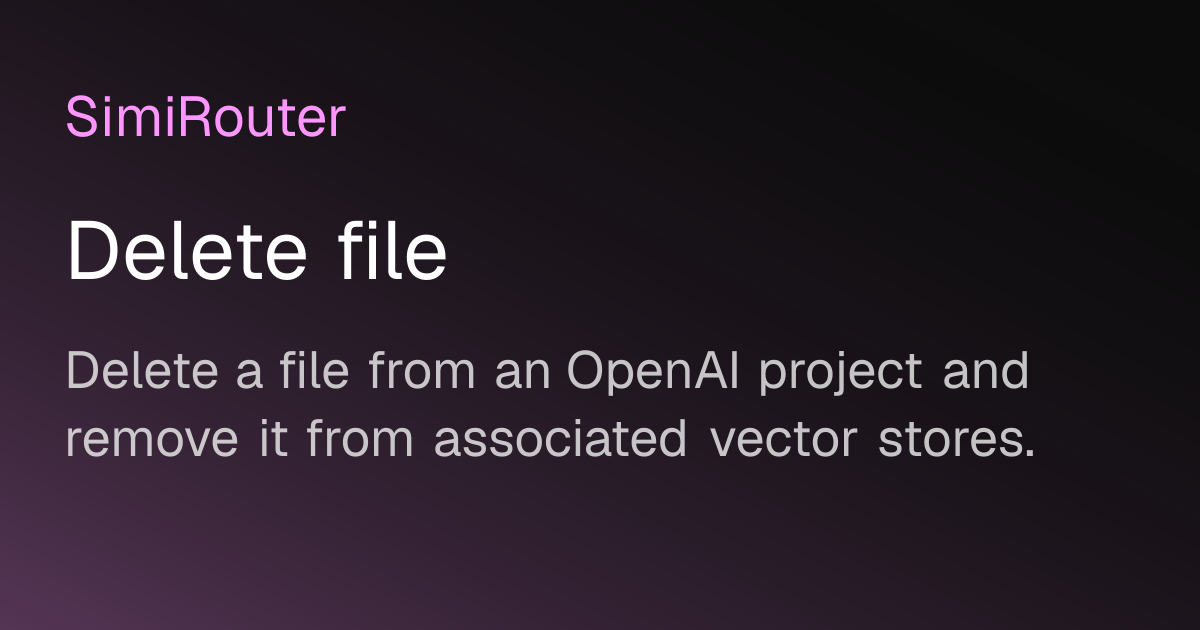 SimiRouter
Delete file
Delete a file from an OpenAI project and
remove it from associated vector stores.